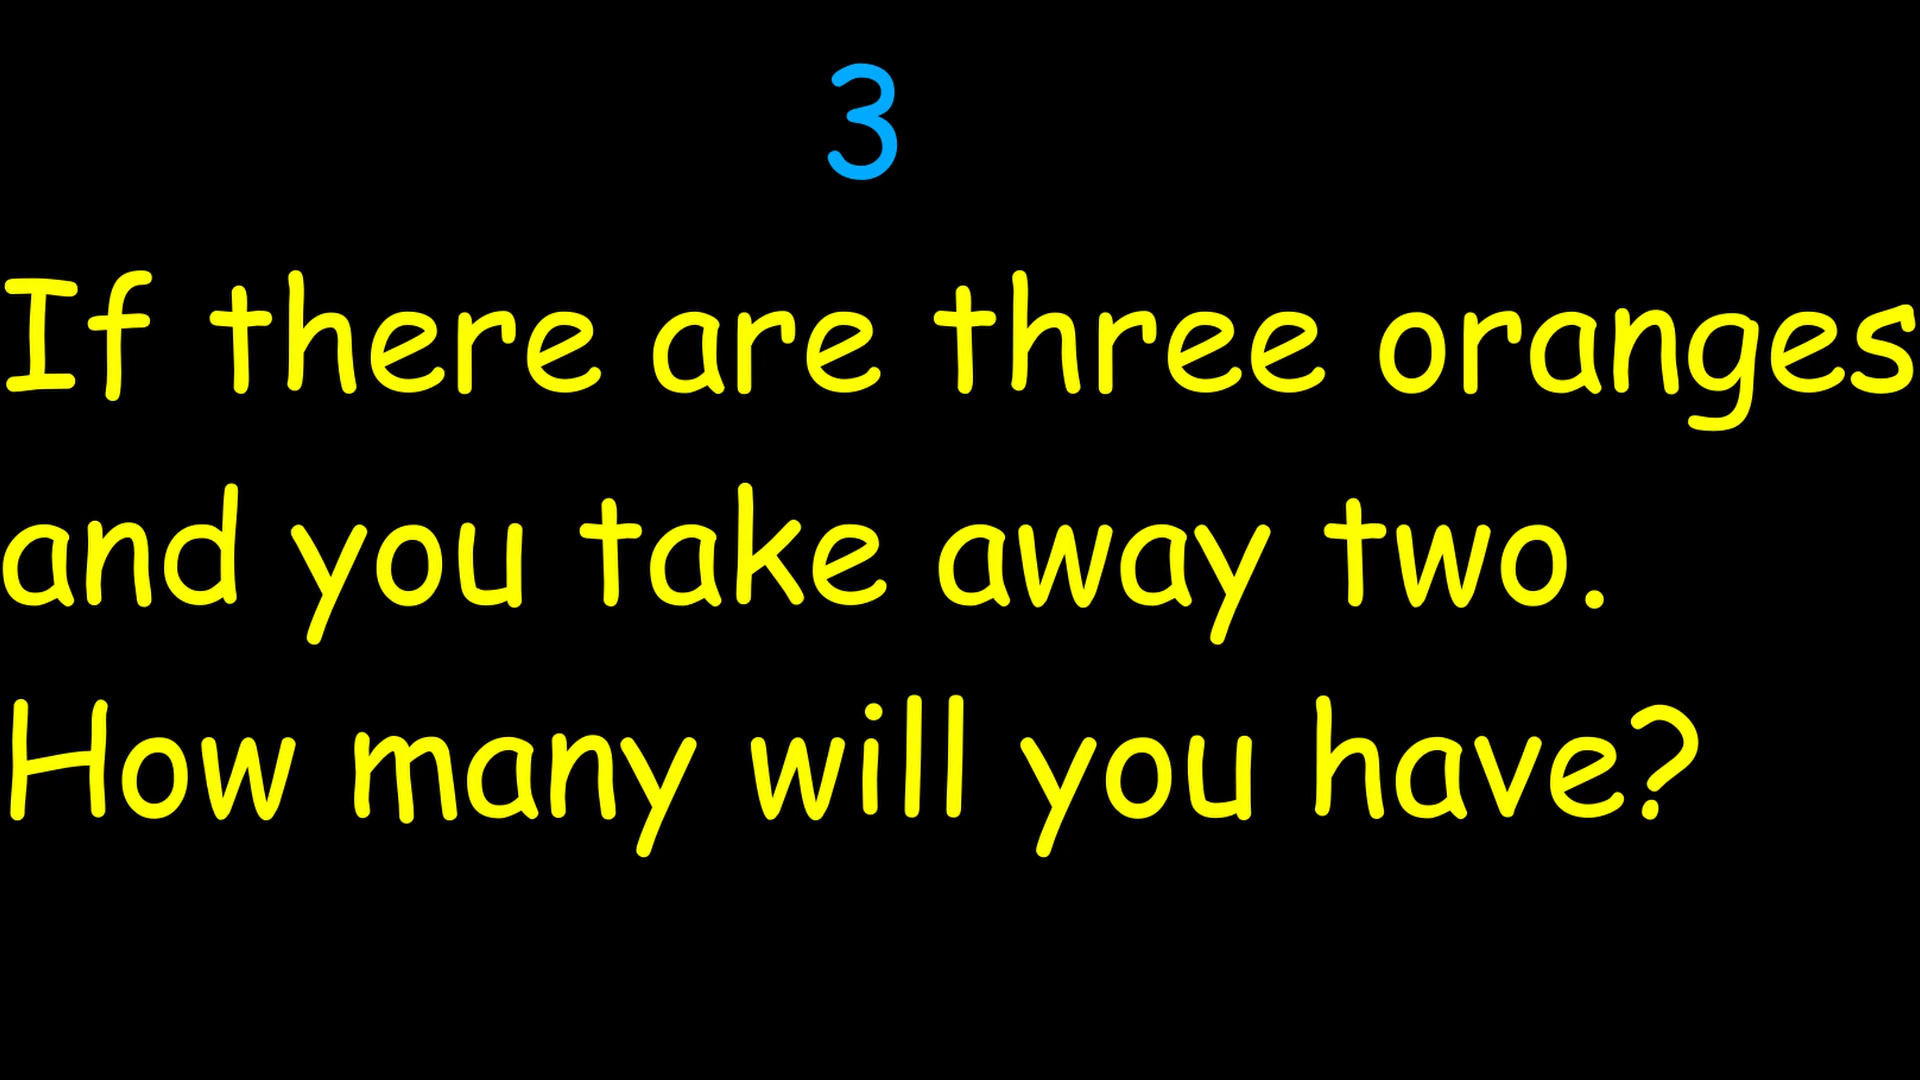 3
If there are three oranges
and you take away two.
How many will you have?